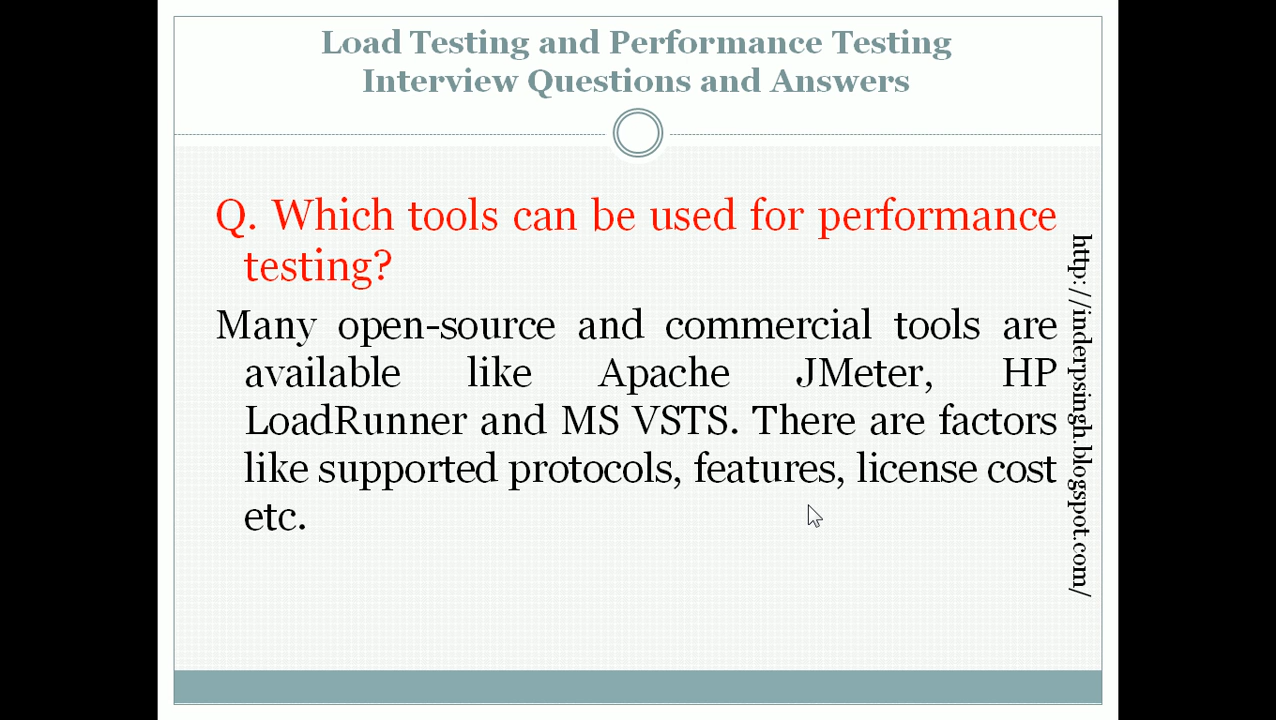 Load Testing and Performance Testing
Interview Questions and Answers
Q. Which tools can be used for performance
testing?
Many open-source and commercial tools are
available like Apache JMeter, HP
LoadRunner and MS VSTS. There are factors
like supported protocols, features, license cost
etc.
http://inderpsingh.blogspot.com/